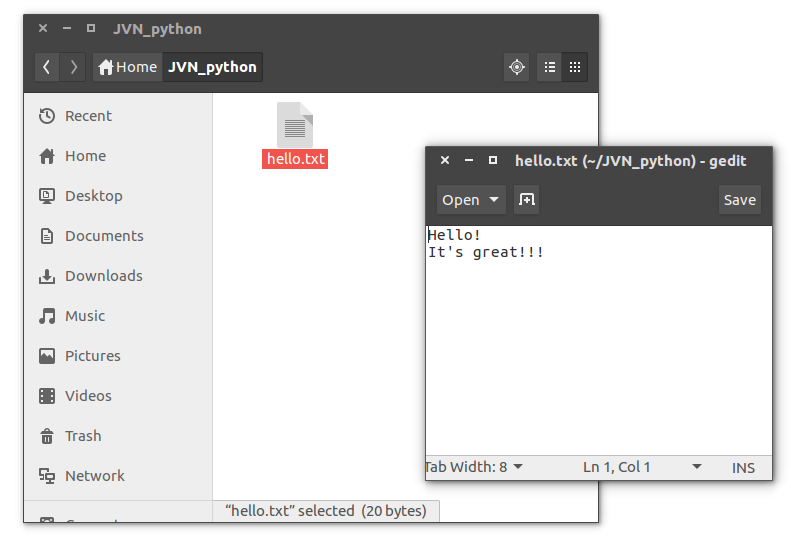 JVN_python
Home JVN_python
Recent
Home
Desktop
Documents
Downloads
Music
Pictures
Videos
Trash
Network
hello.txt
“hello.txt” selected (20 bytes)
hello.txt (~/JVN_python) - gedit
Open Save
Hello!
It's great!!!
Tab Width: 8 Ln 1, Col 1 INS